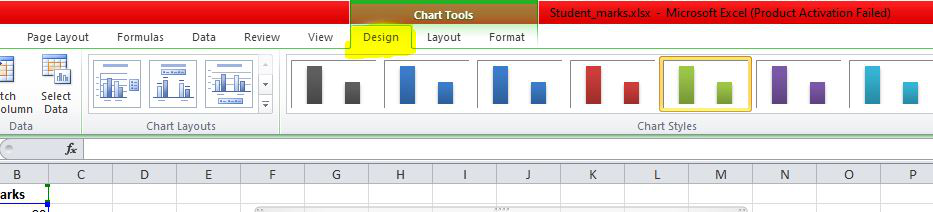 Chart Tools
Student_marks.xlsx - Microsoft Excel (Product Activation Failed)
Page Layout Formulas Data Review View Design Layout Format
tch Select
Column Data
Data Chart Layouts Chart Styles
fx
B C D E F G H I J K L M N O P
arks